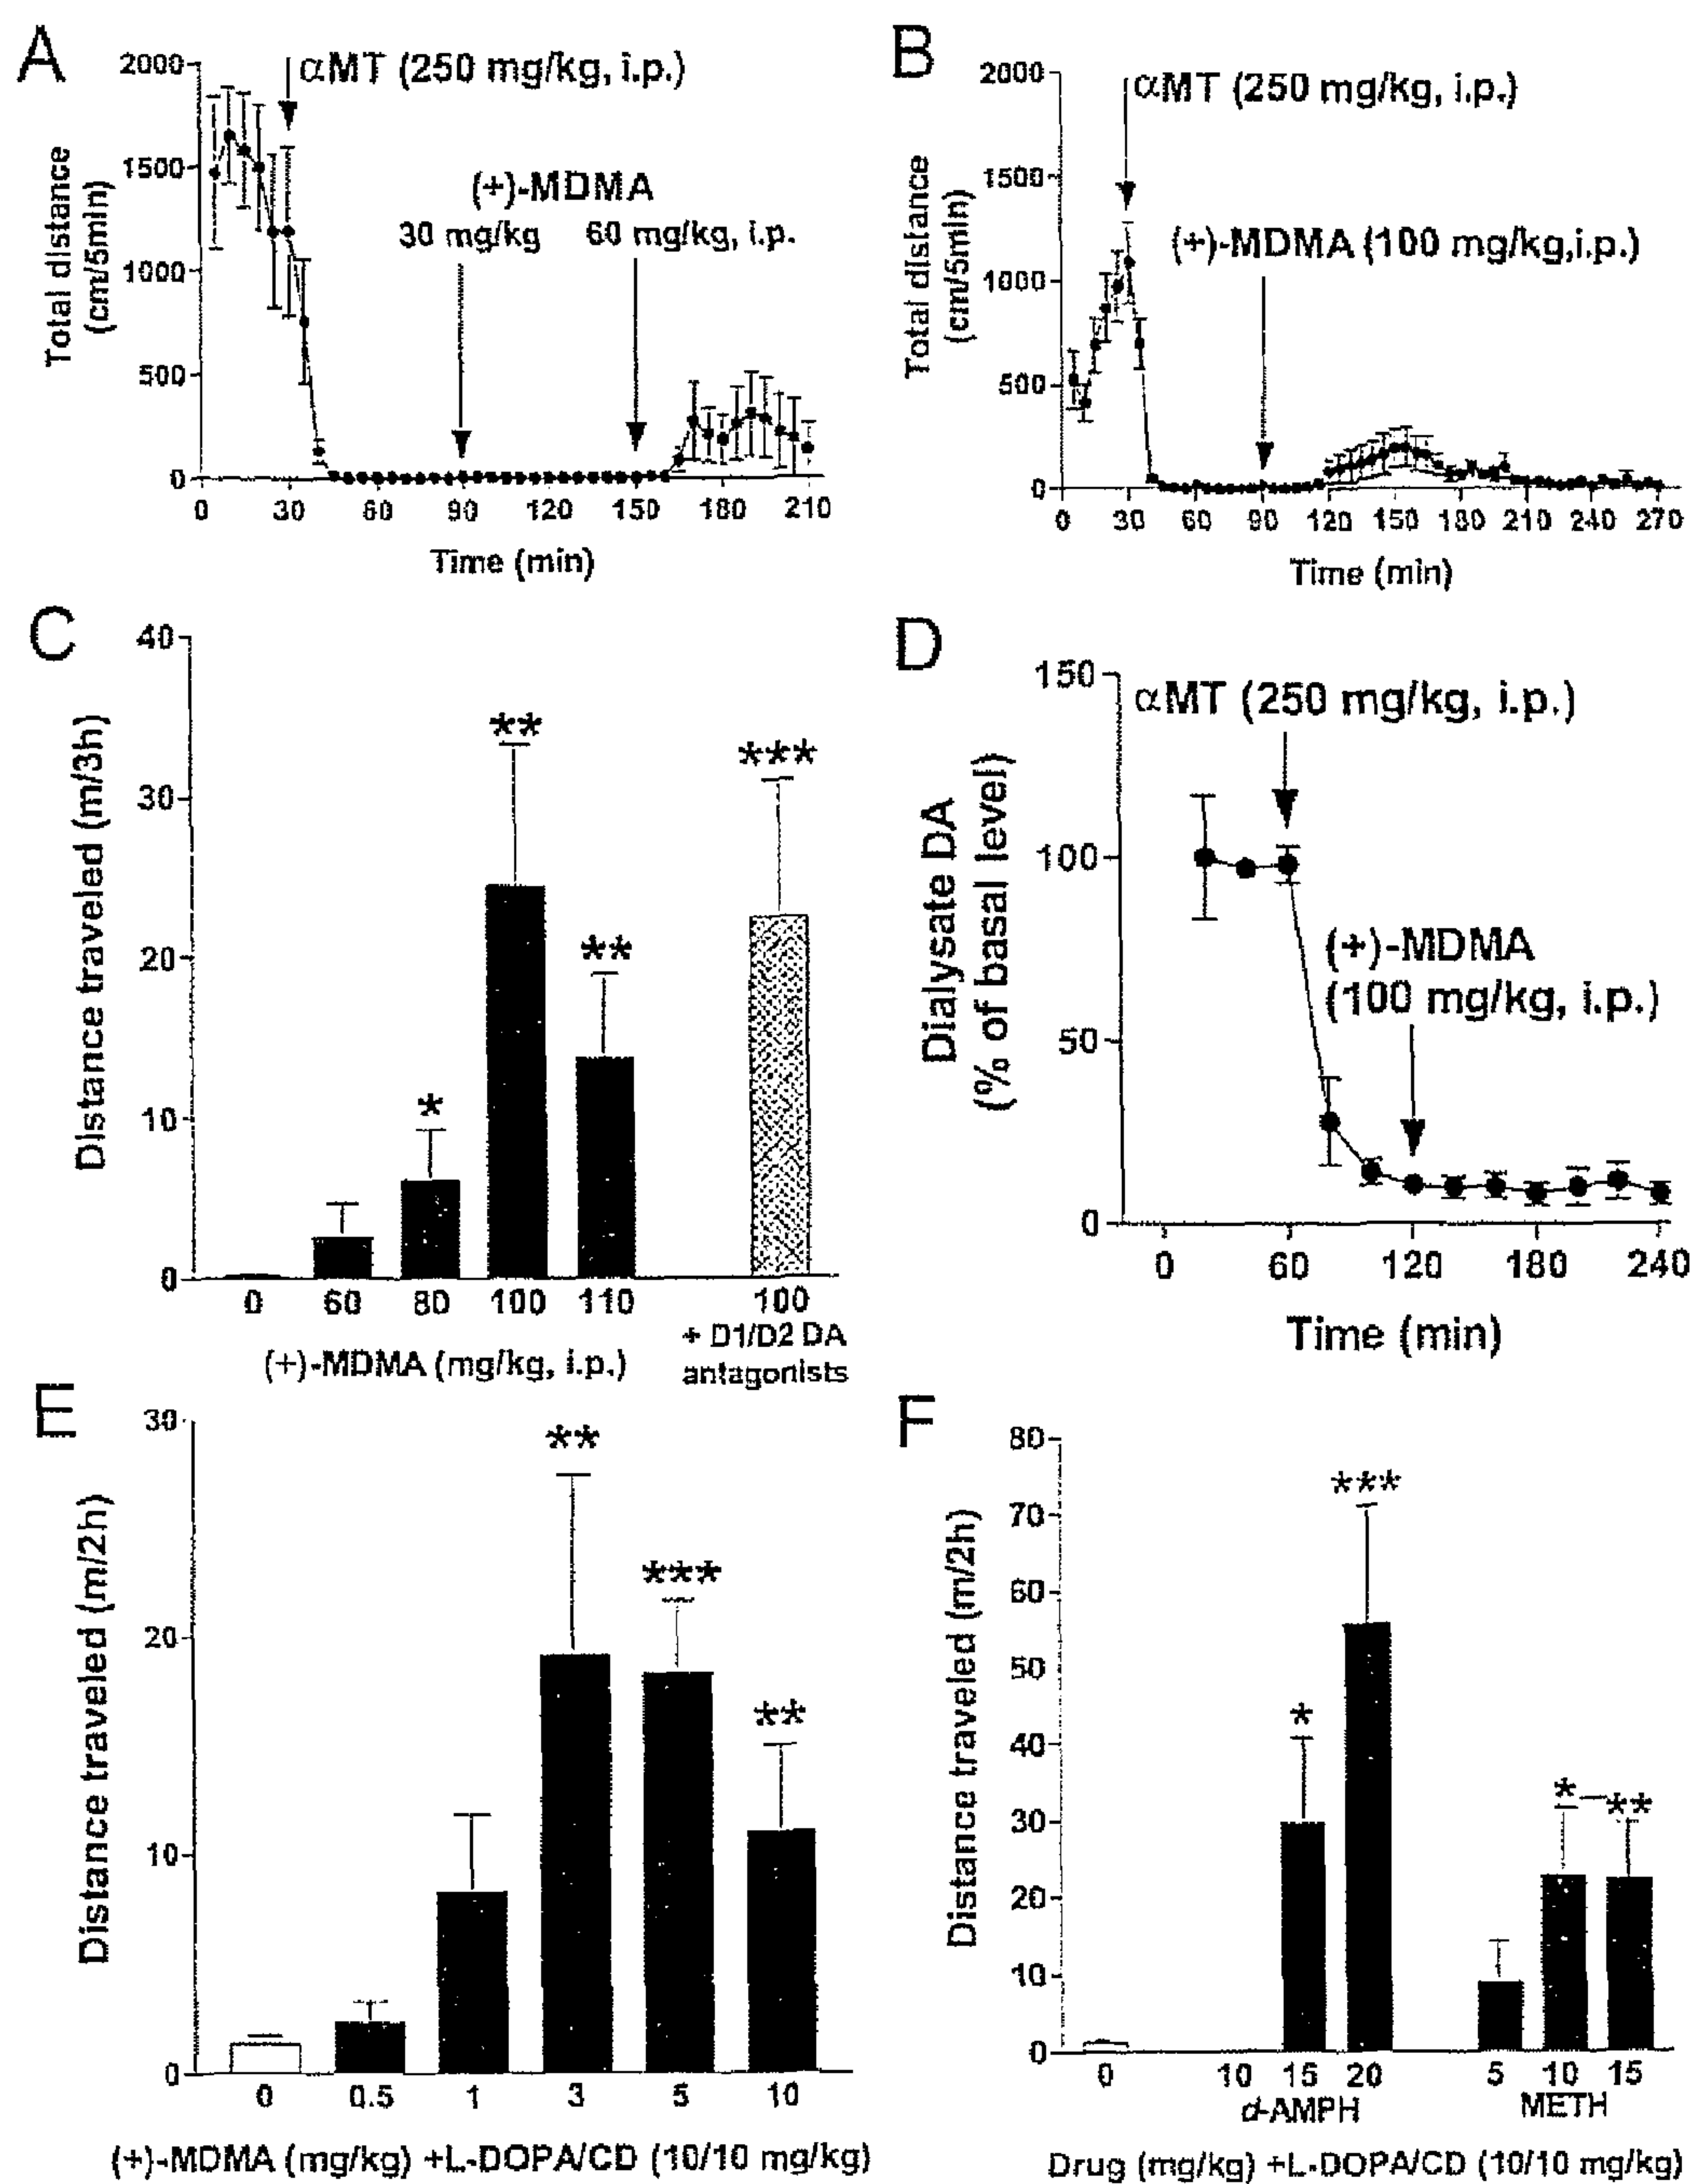 A
αMT (250 mg/kg, i.p.)
(+)-MDMA
30 mg/kg
60 mg/kg, i.p.
Total distance
(cm/5min)
2000
1500
1000
500
0
0 30 60 90 120 150 180 210
Time (min)
B
αMT (250 mg/kg, i.p.)
(+)-MDMA (100 mg/kg,i.p.)
Total distance
(cm/5min)
2000
1500
1000
500
0
0 30 60 90 120 150 180 210 240 270
Time (min)
C
Distance traveled (m/3h)
40
30
20
10
0
*
**
**
***
0 60 80 100 110 100
+ D1/D2 DA
antagonists
(+)-MDMA (mg/kg, i.p.)
D
αMT (250 mg/kg, i.p.)
(+)-MDMA
(100 mg/kg, i.p.)
Dialysate DA
(% of basal level)
150
100
50
0
0 60 120 180 240
Time (min)
E
Distance traveled (m/2h)
30
20
10
0
**
***
**
0 0.5 1 3 5 10
(+)-MDMA (mg/kg) +L-DOPA/CD (10/10 mg/kg)
F
Distance traveled (m/2h)
80
70
60
50
40
30
20
10
0
*
***
*
**
0 10 15 20 5 10 15
d-AMPH METH
Drug (mg/kg) +L-DOPA/CD (10/10 mg/kg)